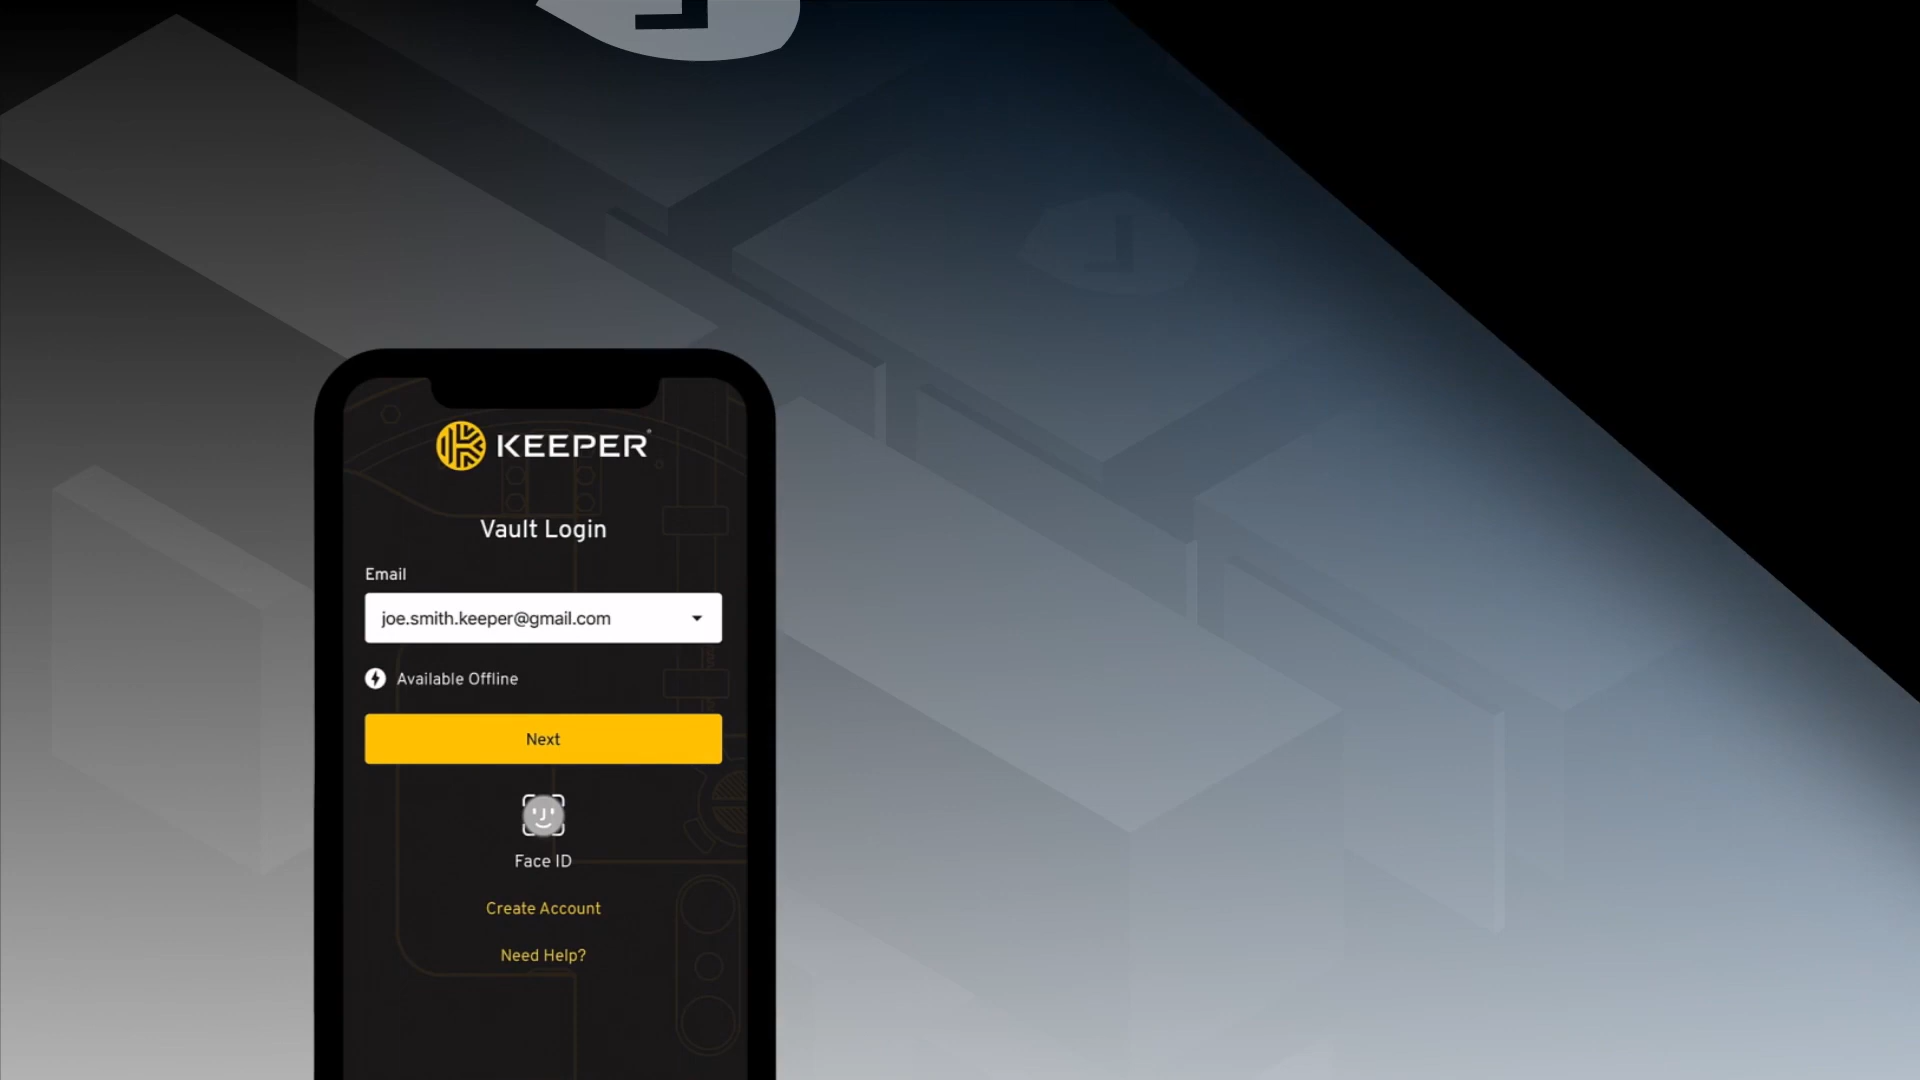 KEEPER
Vault Login
Email
joe.smith.keeper@gmail.com
Available Offline
Next
Face ID
Create Account
Need Help?